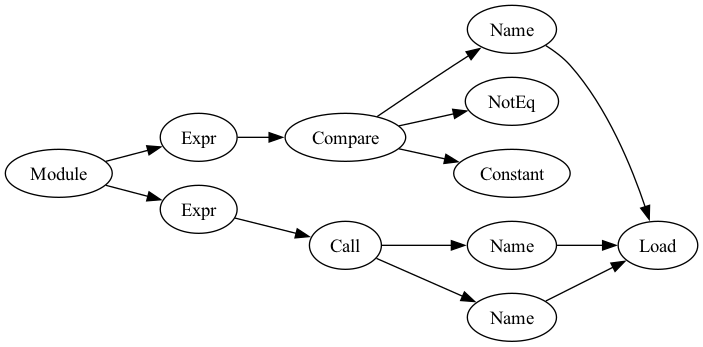 Name
NotEq
Expr
Compare
Module
Constant
Expr
Call
Name
Load
Name